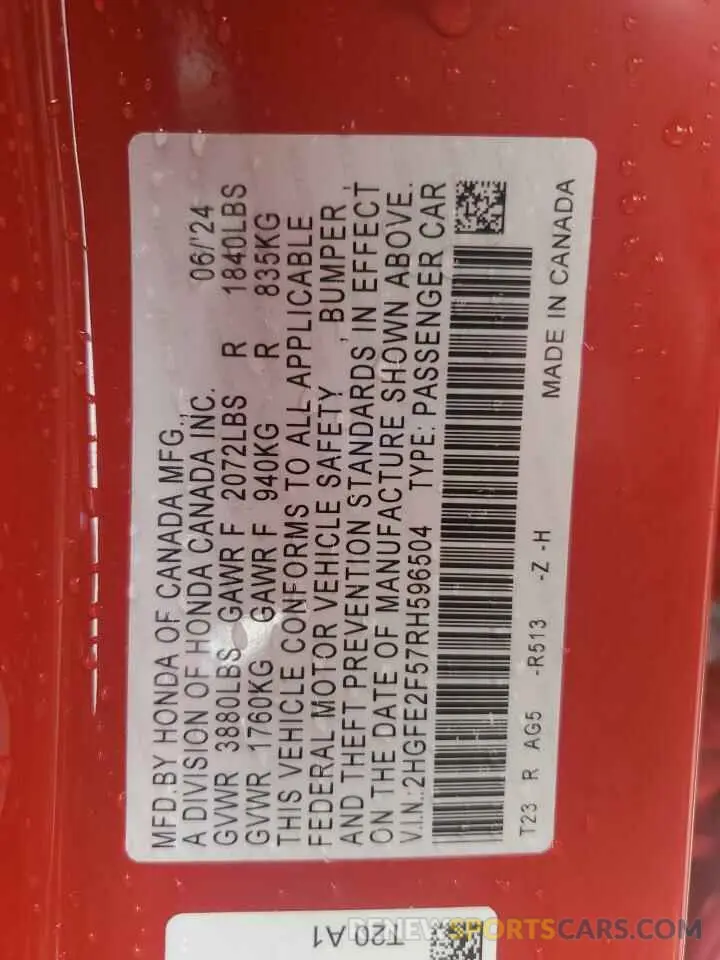 MFD.BY HONDA OF CANADA MFG.,
A DIVISION OF HONDA CANADA INC. 06/'24
GVWR 3880LBS GAWR F 2072LBS R 1840LBS
GVWR 1760KG GAWR F 940KG R 835KG
THIS VEHICLE CONFORMS TO ALL APPLICABLE
FEDERAL MOTOR VEHICLE SAFETY , BUMPER ,
AND THEFT PREVENTION STANDARDS IN EFFECT
ON THE DATE OF MANUFACTURE SHOWN ABOVE.
V.I.N.:2HGFE2F57RH596504 TYPE: PASSENGER CAR
T23 R AG5 -R513 -Z -H
MADE IN CANADA
T20 A1
RENEWSPORTSCARS.COM